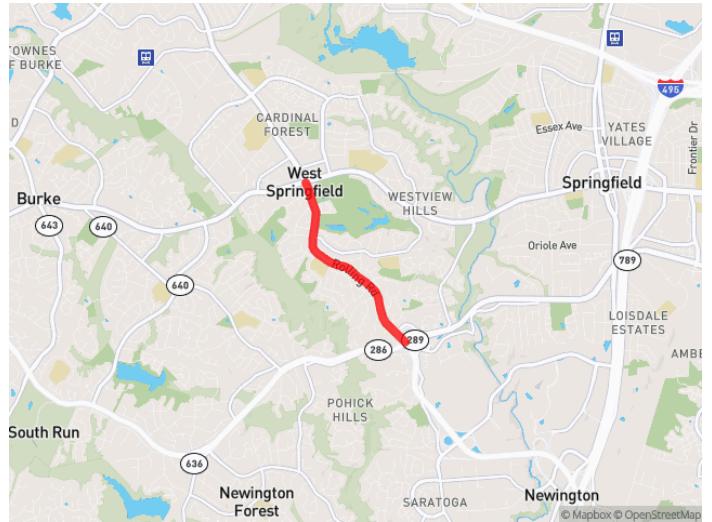 TOWNES
OF BURKE
495
CARDINAL
FOREST
Essex Ave
YATES
VILLAGE
Frontier Dr
West
Springfield
WESTVIEW
HILLS
Springfield
Burke
643
640
Oriole Ave
789
Rolling Rd
640
LOISDALE
ESTATES
289
286
AMBE
POHICK
HILLS
South Run
636
Newington
Forest
SARATOGA
Newington
© Mapbox © OpenStreetMap